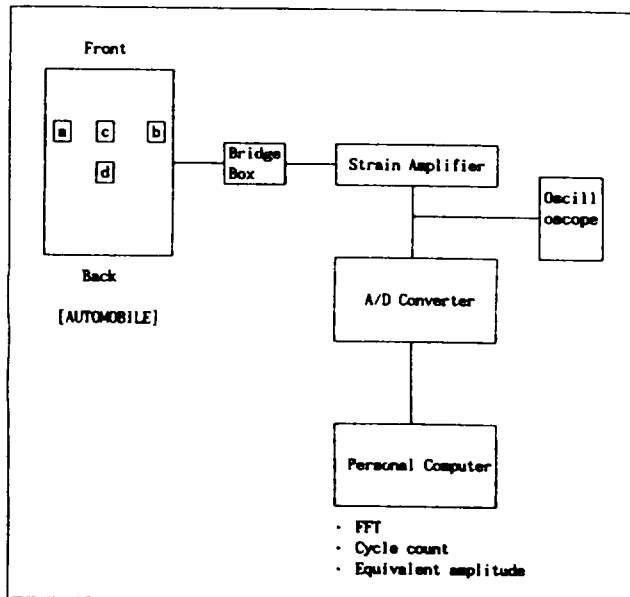 Front
a c b
d
Back
[AUTOMOBILE]
Bridge
Box
Strain Amplifier
Oscill
oscope
A/D Converter
Personal Computer
· FFT
· Cycle count
· Equivalent amplitude